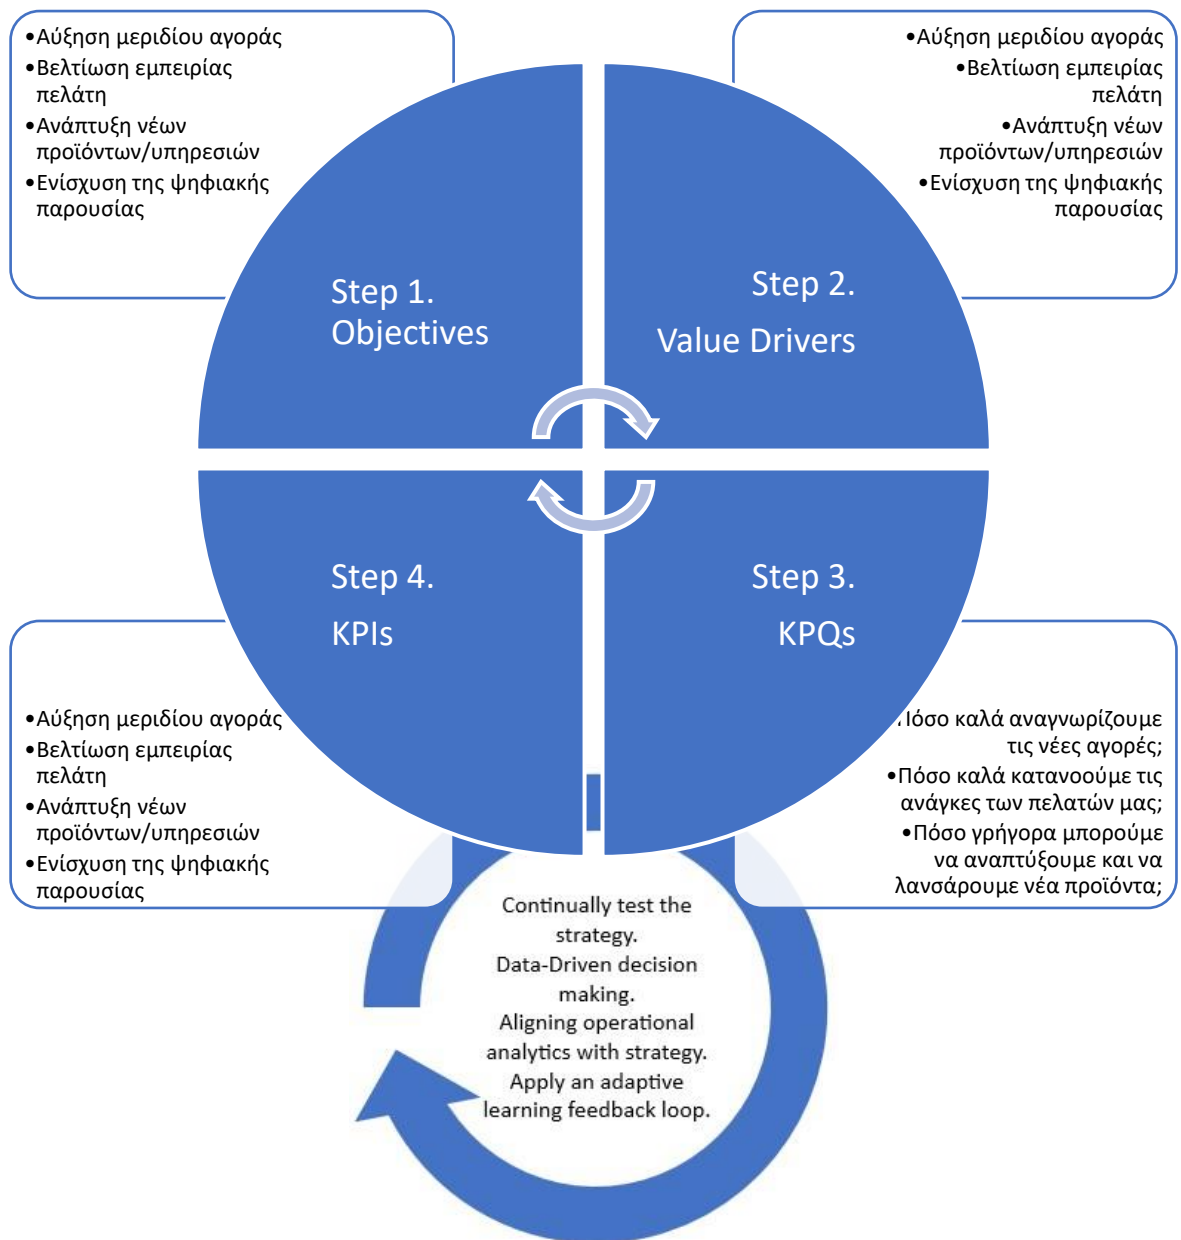 •Αύξηση μεριδίου αγοράς
•Βελτίωση εμπειρίας
πελάτη
•Ανάπτυξη νέων
προϊόντων/υπηρεσιών
•Ενίσχυση της ψηφιακής
παρουσίας
•Αύξηση μεριδίου αγοράς
•Βελτίωση εμπειρίας
πελάτη
•Ανάπτυξη νέων
προϊόντων/υπηρεσιών
•Ενίσχυση της ψηφιακής
παρουσίας
Step 1.
Objectives
Step 2.
Value Drivers
Step 4.
KPIs
Step 3.
KPQs
•Αύξηση μεριδίου αγοράς
•Βελτίωση εμπειρίας
πελάτη
•Ανάπτυξη νέων
προϊόντων/υπηρεσιών
•Ενίσχυση της ψηφιακής
παρουσίας
Πόσο καλά αναγνωρίζουμε
τις νέες αγορές;
•Πόσο καλά κατανοούμε τις
ανάγκες των πελατών μας;
•Πόσο γρήγορα μπορούμε
να αναπτύξουμε και να
λανσάρουμε νέα προϊόντα;
Continually test the
strategy.
Data-Driven decision
making.
Aligning operational
analytics with strategy.
Apply an adaptive
learning feedback loop.